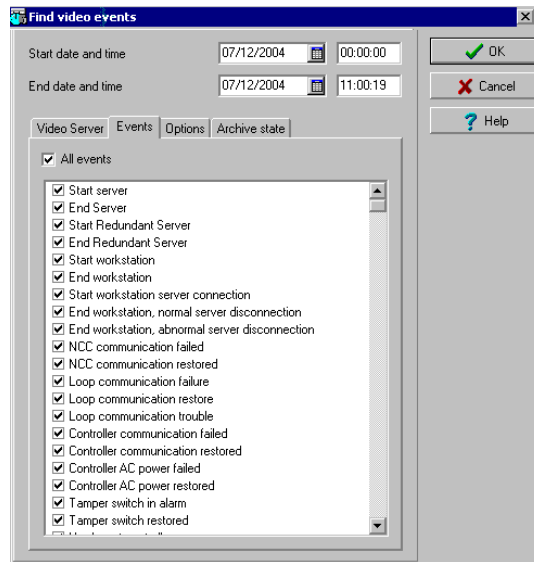 Find video events
Start date and time 07/12/2004 00:00:00
End date and time 07/12/2004 11:00:19
OK
Cancel
Help
Video Server Events Options Archive state
All events
Start server
End Server
Start Redundant Server
End Redundant Server
Start workstation
End workstation
Start workstation server connection
End workstation, normal server disconnection
End workstation, abnormal server disconnection
NCC communication failed
NCC communication restored
Loop communication failure
Loop communication restore
Loop communication trouble
Controller communication failed
Controller communication restored
Controller AC power failed
Controller AC power restored
Tamper switch in alarm
Tamper switch restored